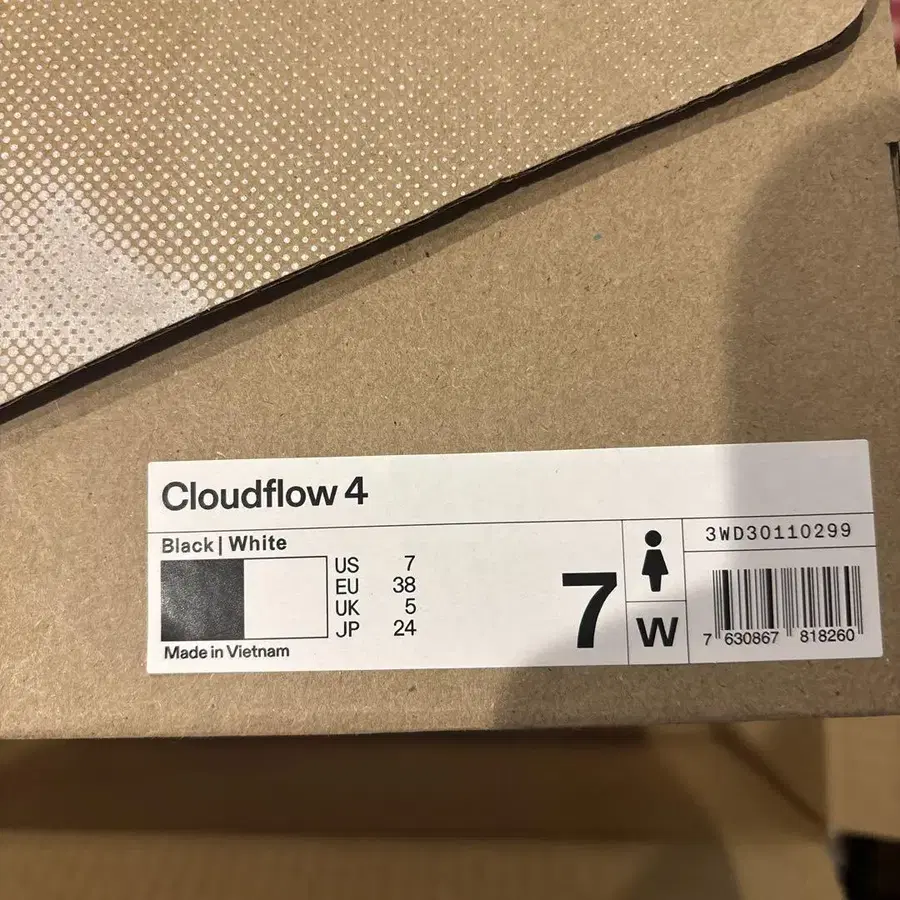 Cloudflow 4
Black | White
US 7
EU 38
UK 5
JP 24
Made in Vietnam
7
W
3WD30110299
7 630867 818260